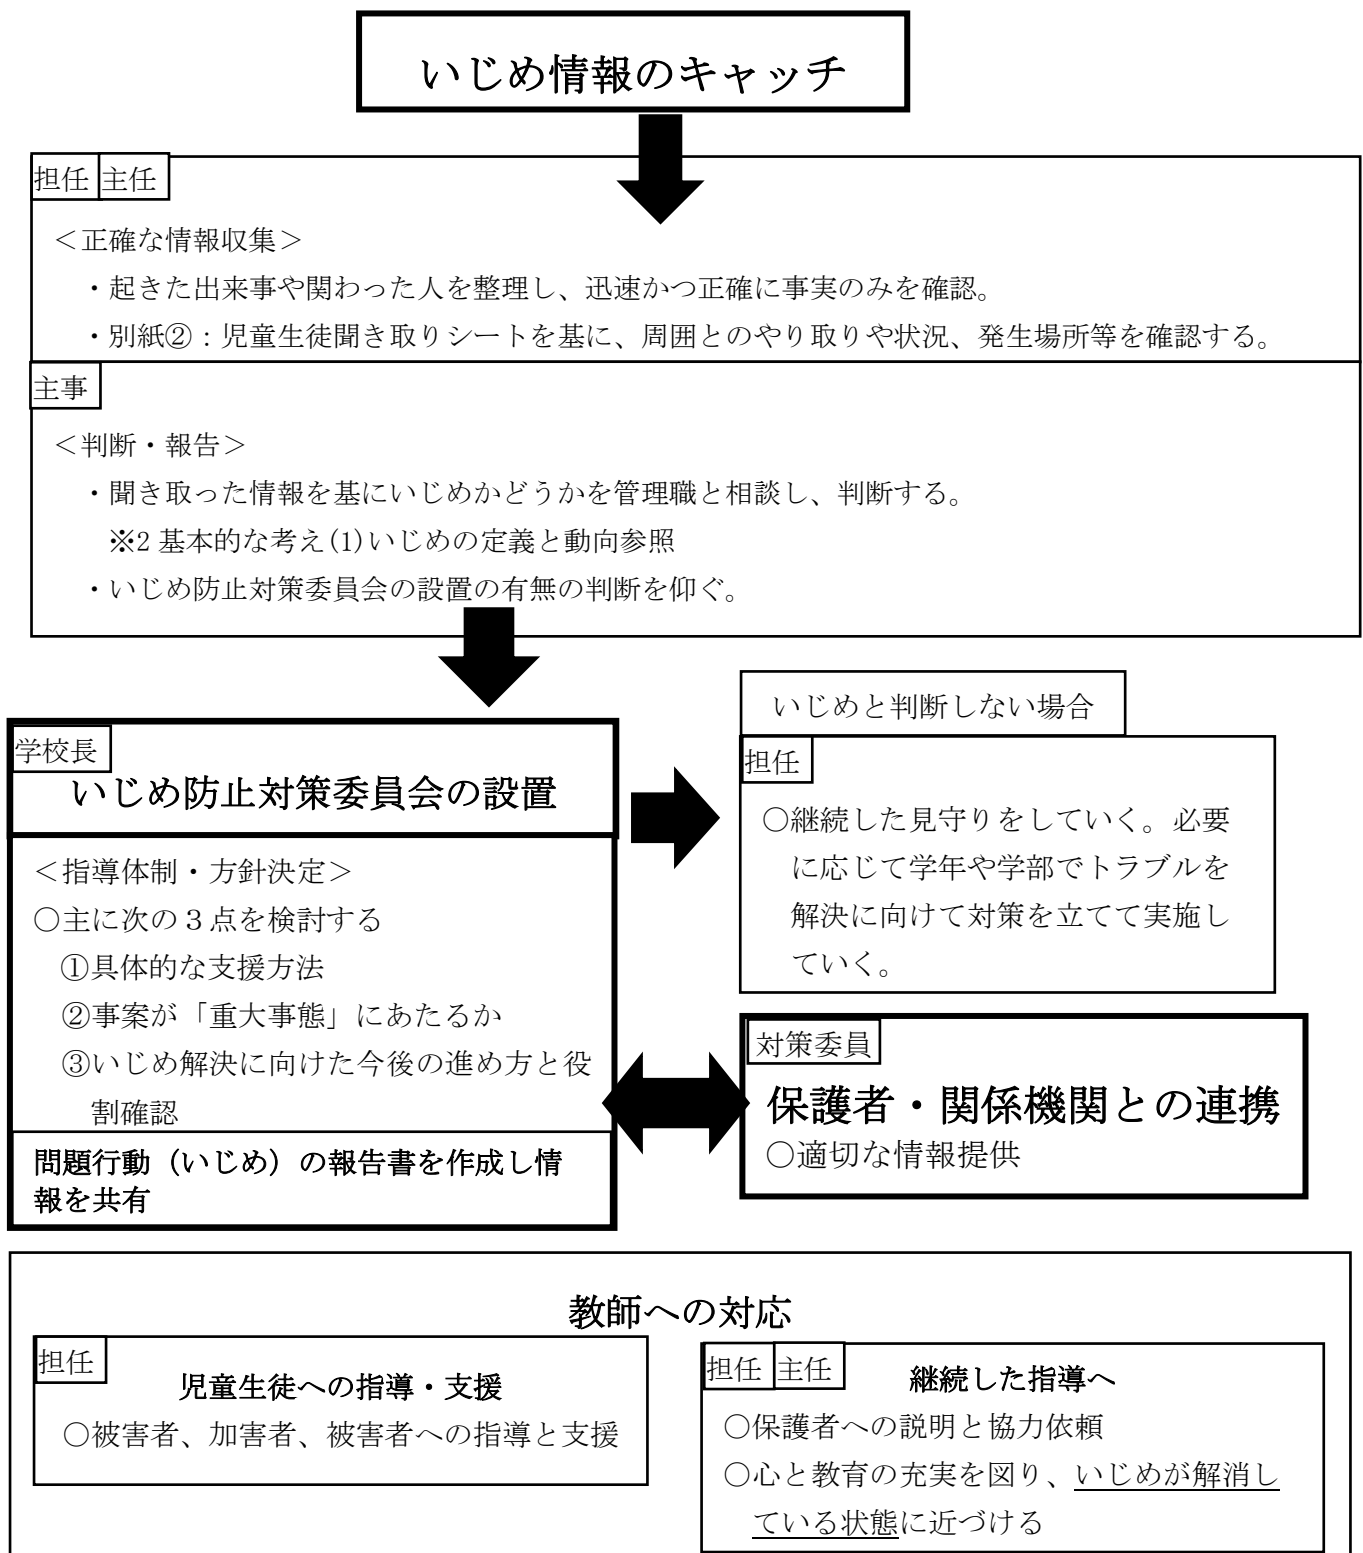 いじめ情報のキャッチ
担任 主任
＜正確な情報収集＞
・起きた出来事や関わった人を整理し、迅速かつ正確に事実のみを確認。
・別紙②：児童生徒聞き取りシートを基に、周囲とのやり取りや状況、発生場所等を確認する。
主事
＜判断・報告＞
・聞き取った情報を基にいじめかどうかを管理職と相談し、判断する。
※2 基本的な考え(1)いじめの定義と動向参照
・いじめ防止対策委員会の設置の有無の判断を仰ぐ。
学校長
いじめ防止対策委員会の設置
＜指導体制・方針決定＞
○主に次の３点を検討する
①具体的な支援方法
②事案が「重大事態」にあたるか
③いじめ解決に向けた今後の進め方と役
割確認
問題行動（いじめ）の報告書を作成し情
報を共有
いじめと判断しない場合
担任
○継続した見守りをしていく。必要
に応じて学年や学部でトラブルを
解決に向けて対策を立てて実施し
ていく。
対策委員
保護者・関係機関との連携
○適切な情報提供
教師への対応
担任
児童生徒への指導・支援
○被害者、加害者、被害者への指導と支援
担任 主任
継続した指導へ
○保護者への説明と協力依頼
○心と教育の充実を図り、いじめが解消し
ている状態に近づける